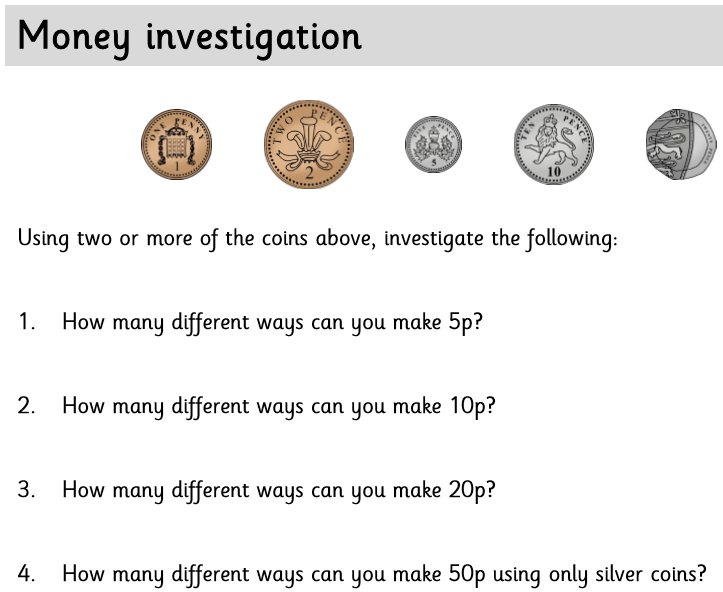 Money investigation
ONE PENNY
1
TWO PENCE
2
FIVE PENCE
5
TEN PENCE
10
Using two or more of the coins above, investigate the following:
1. How many different ways can you make 5p?
2. How many different ways can you make 10p?
3. How many different ways can you make 20p?
4. How many different ways can you make 50p using only silver coins?